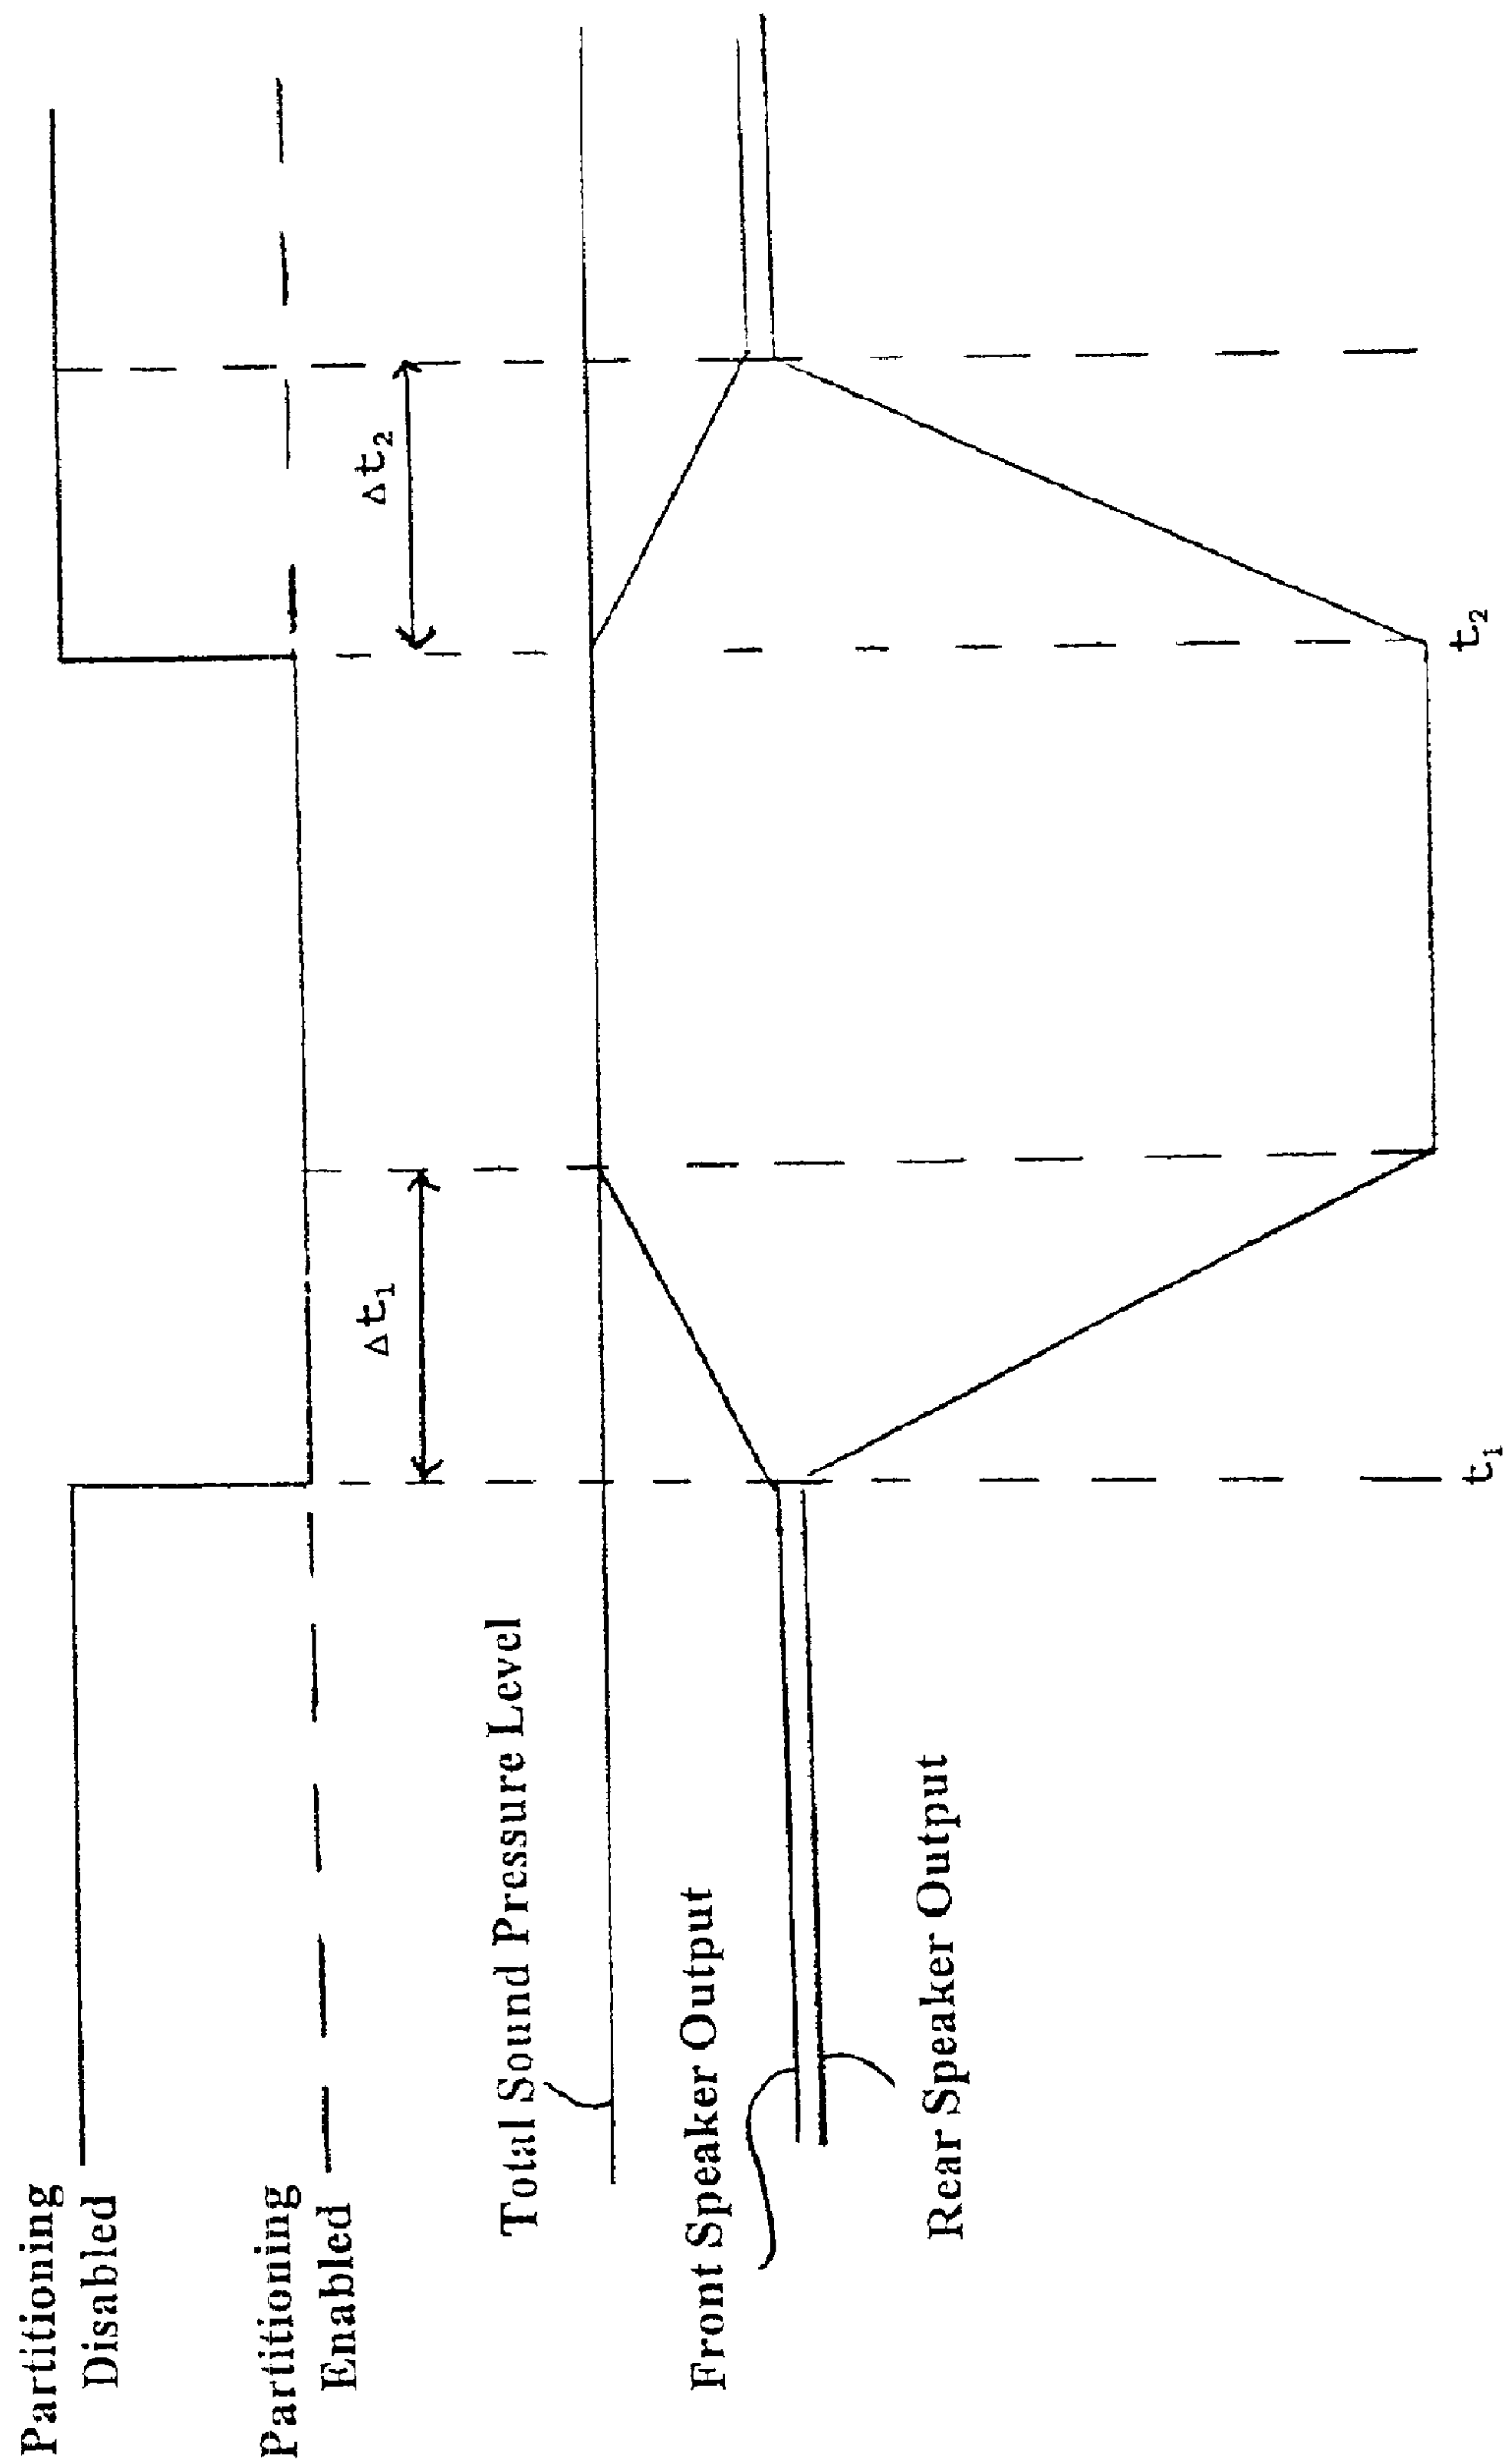 Partitioning
Disabled
Partitioning
Enabled
Δt₁
Δt₂
Total Sound Pressure Level
Front Speaker Output
Rear Speaker Output
t₁
t₂